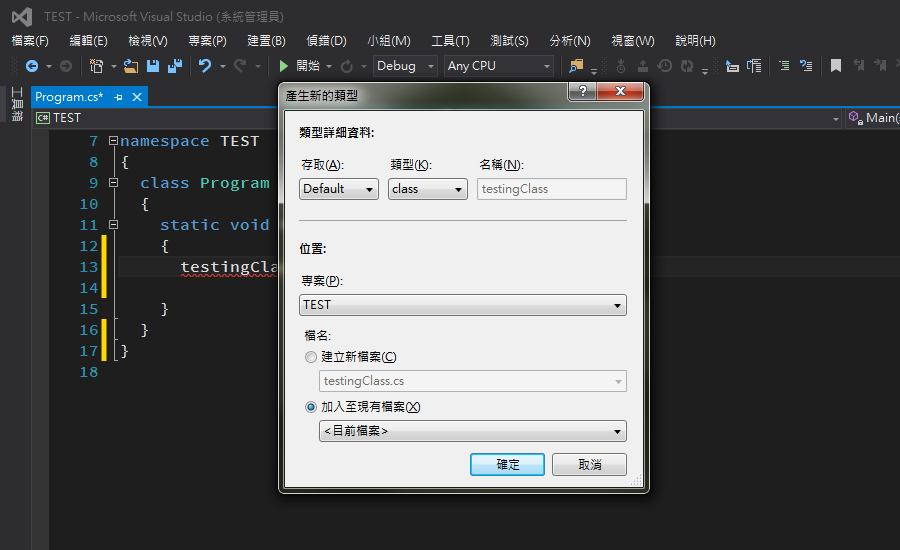 TEST - Microsoft Visual Studio (系統管理員)
檔案(F) 編輯(E) 檢視(V) 專案(P) 建置(B) 偵錯(D) 小組(M) 工具(T) 測試(S) 分析(N) 視窗(W) 說明(H)
開始 Debug Any CPU
工具箱
Program.cs*
C# TEST
Main(
7 namespace TEST
8 {
9 class Program
10 {
11 static void
12 {
13 testingCla
14
15 }
16 }
17 }
18
產生新的類型
?
類型詳細資料:
存取(A): 類型(K): 名稱(N):
Default class testingClass
位置:
專案(P):
TEST
檔名:
建立新檔案(C)
testingClass.cs
加入至現有檔案(X)
<目前檔案>
確定 取消